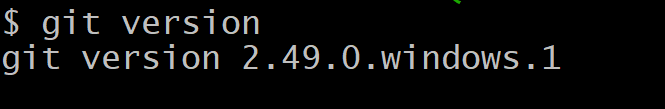 $ git version
git version 2.49.0.windows.1